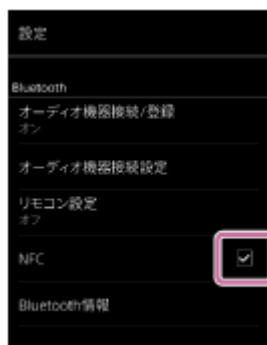 設定
Bluetooth
オーディオ機器接続/登録
オン
オーディオ機器接続設定
リモコン設定
オフ
NFC
Bluetooth情報